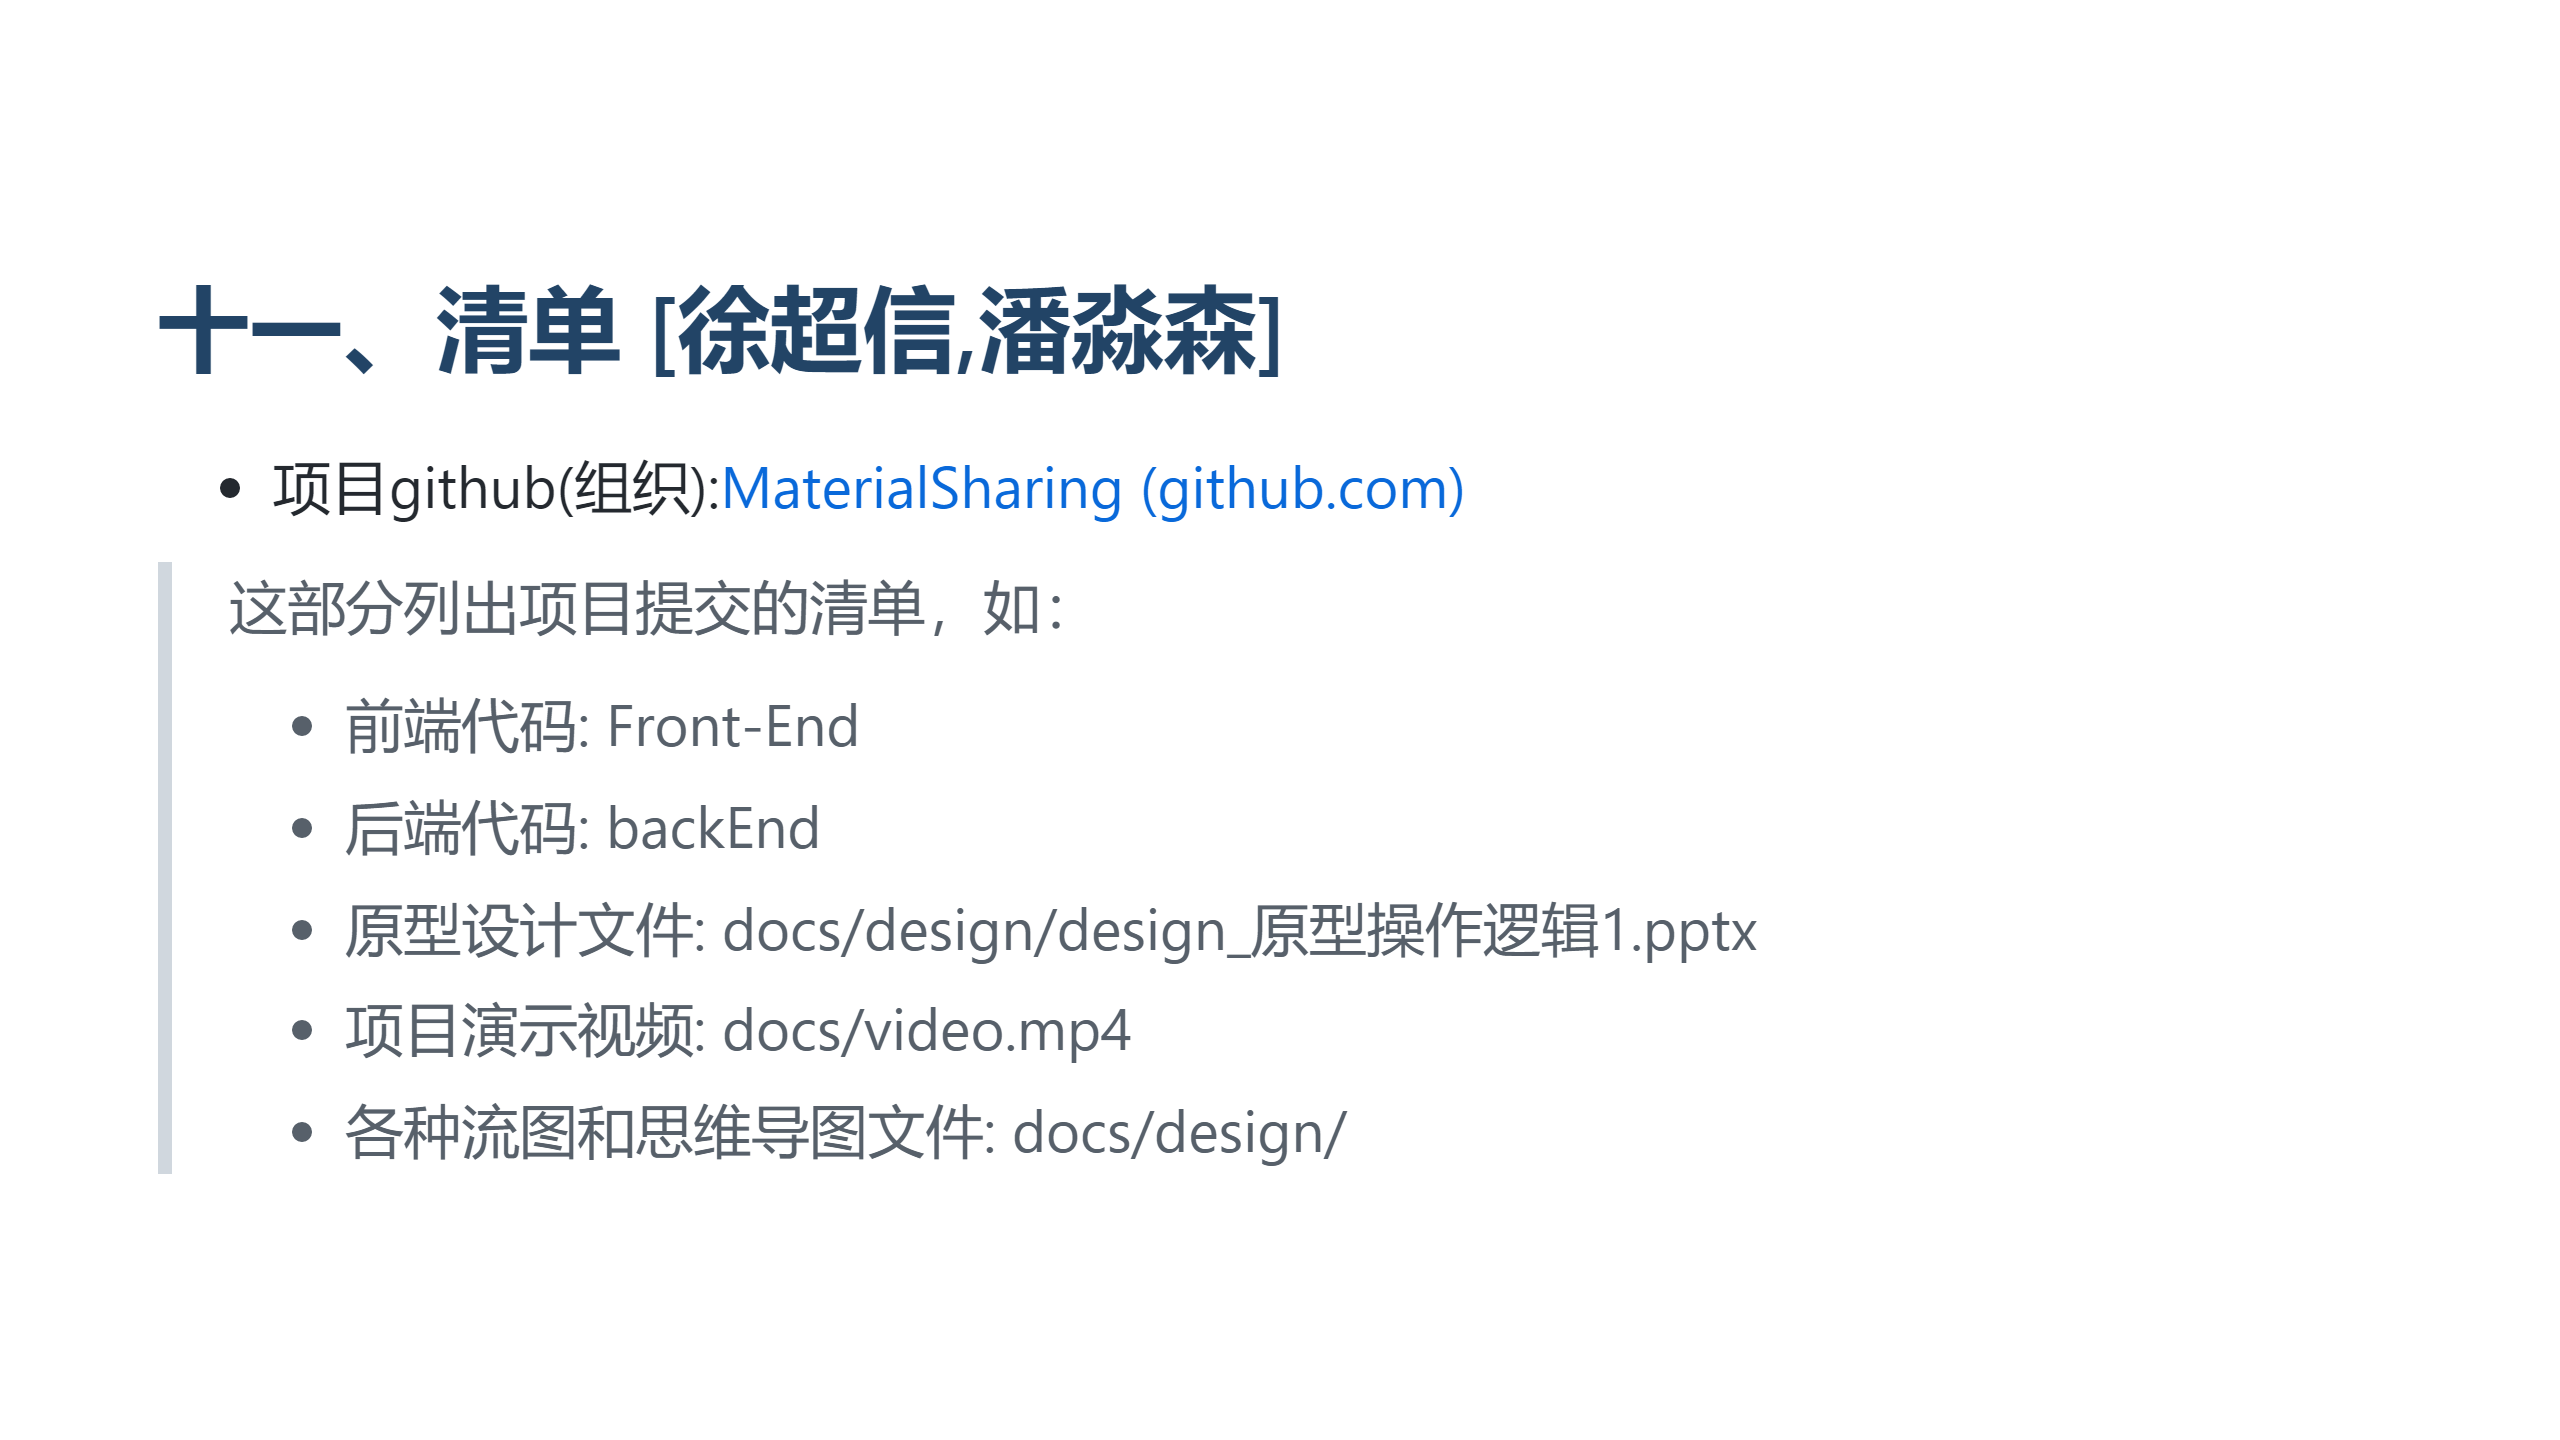 十一、清单 [徐超信,潘淼森]
项目github(组织):MaterialSharing (github.com)
这部分列出项目提交的清单，如：
前端代码: Front-End
后端代码: backEnd
原型设计文件: docs/design/design_原型操作逻辑1.pptx
项目演示视频: docs/video.mp4
各种流图和思维导图文件: docs/design/